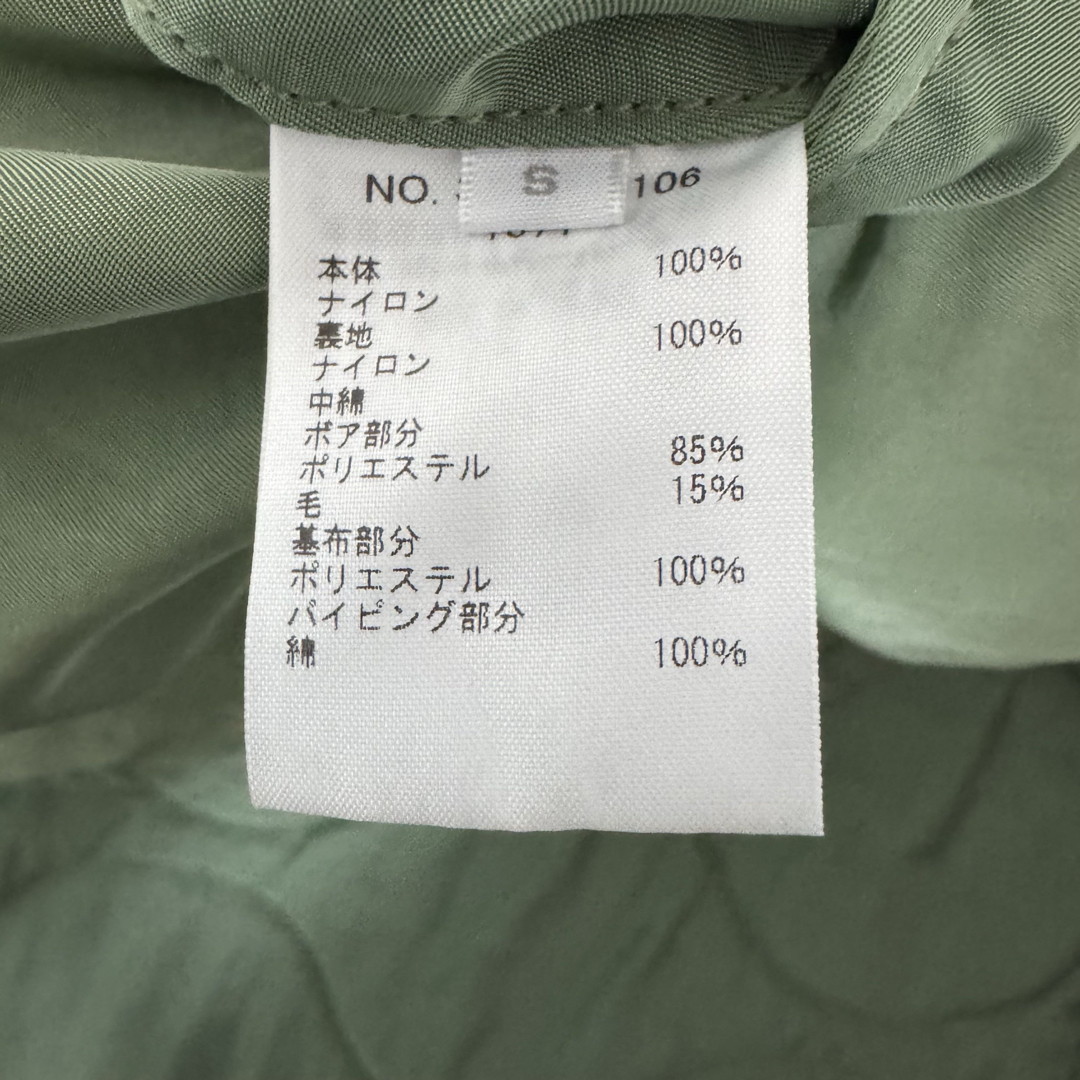 S
NO. 106
本体 100%
ナイロン
裏地 100%
ナイロン
中綿
ボア部分
ポリエステル 85%
毛 15%
基布部分
ポリエステル 100%
パイピング部分
綿 100%